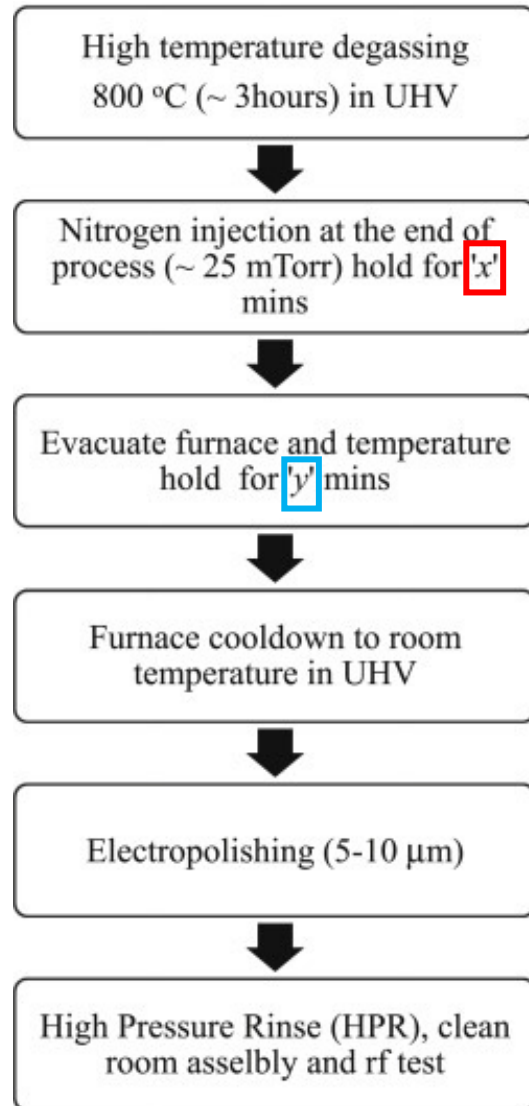 High temperature degassing
800 °C (~ 3hours) in UHV
Nitrogen injection at the end of
process (~ 25 mTorr) hold for 'x'
mins
Evacuate furnace and temperature
hold for 'y' mins
Furnace cooldown to room
temperature in UHV
Electropolishing (5-10 μm)
High Pressure Rinse (HPR), clean
room asselbly and rf test